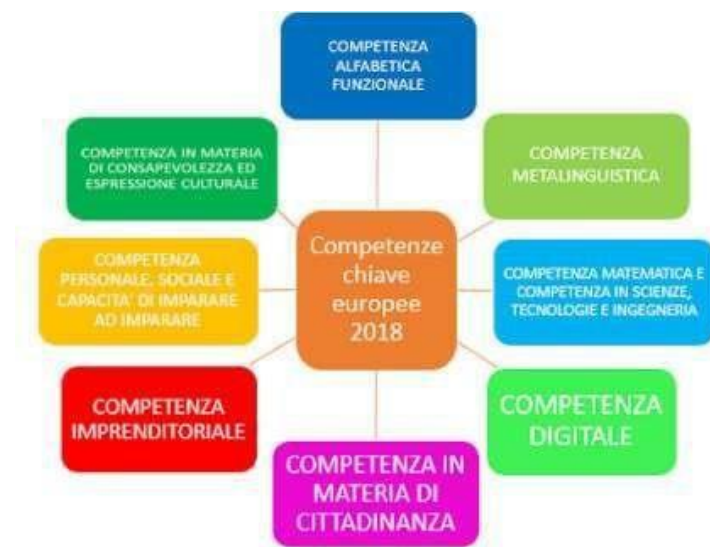 COMPETENZA
ALFABETICA
FUNZIONALE
COMPETENZA IN MATERIA
DI CONSAPEVOLEZZA ED
ESPRESSIONE CULTURALE
COMPETENZA
METALINGUISTICA
Competenze
chiave
europee
2018
COMPETENZA
PERSONALE, SOCIALE E
CAPACITA' DI IMPARARE
AD IMPARARE
COMPETENZA MATEMATICA E
COMPETENZA IN SCIENZE,
TECNOLOGIE E INGEGNERIA
COMPETENZA
IMPRENDITORIALE
COMPETENZA
DIGITALE
COMPETENZA IN
MATERIA DI
CITTADINANZA